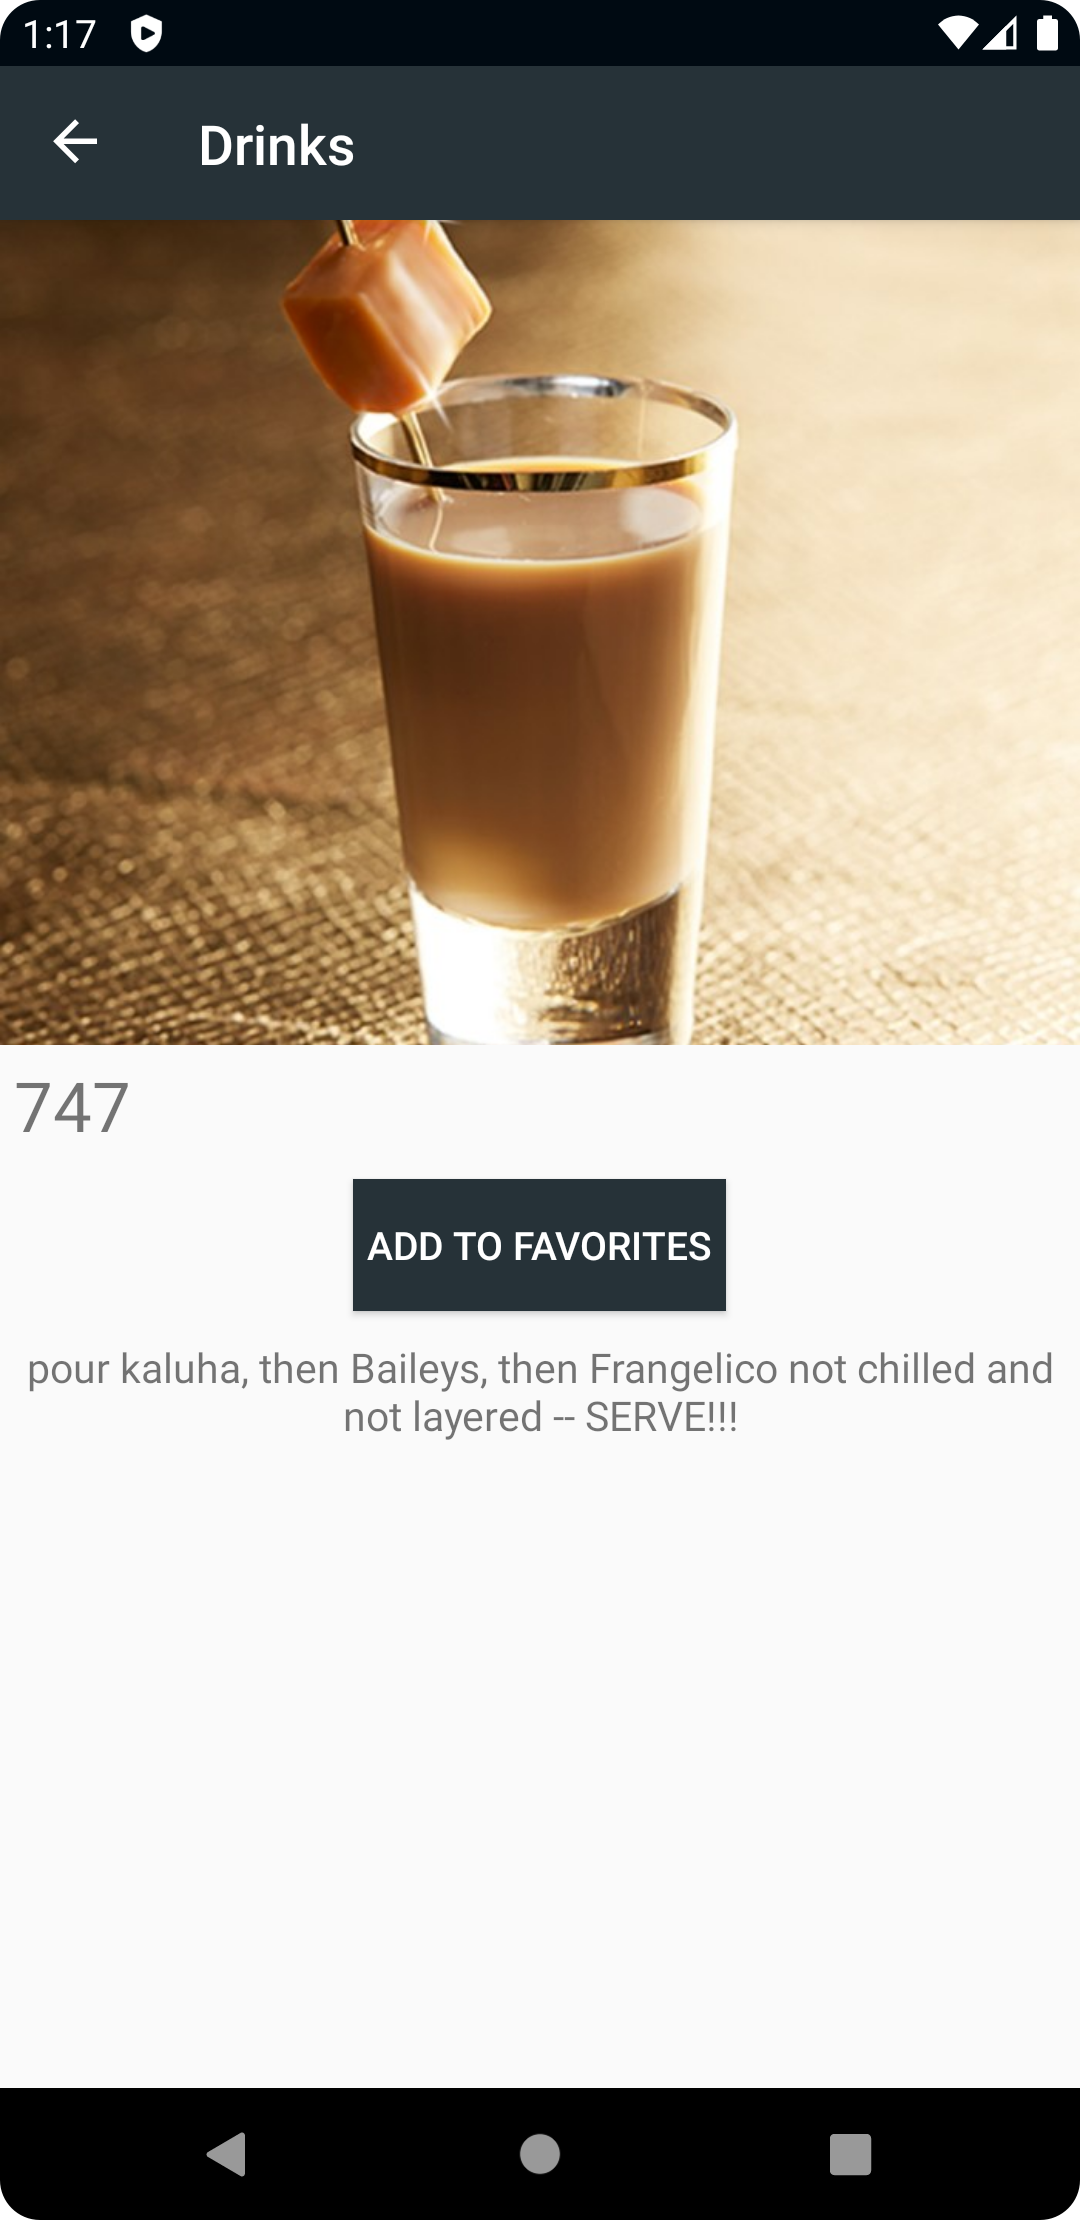 1:17
Drinks
747
ADD TO FAVORITES
pour kaluha, then Baileys, then Frangelico not chilled and
not layered -- SERVE!!!